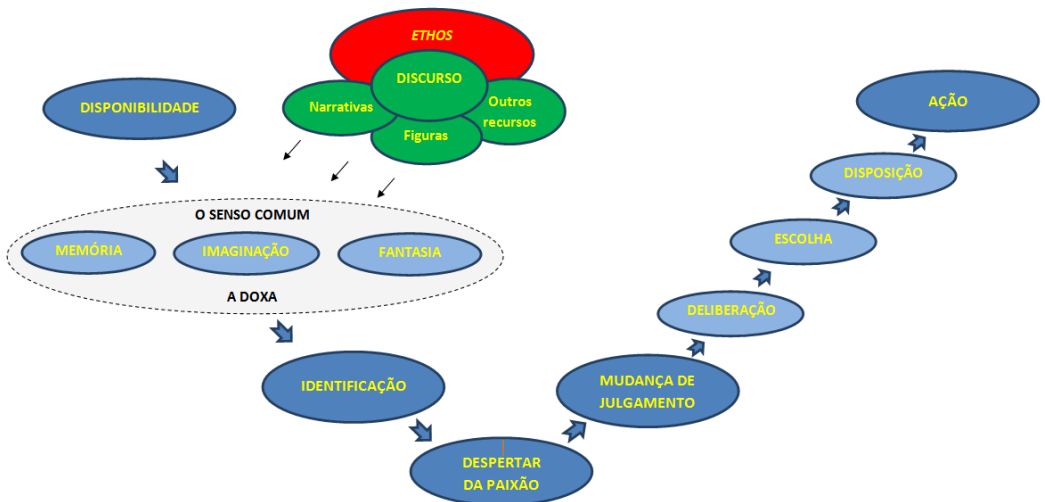 ETHOS
DISCURSO
Narrativas
Outros
recursos
Figuras
DISPONIBILIDADE
O SENSO COMUM
MEMÓRIA
IMAGINAÇÃO
FANTASIA
A DOXA
IDENTIFICAÇÃO
DESPERTAR
DA PAIXÃO
MUDANÇA DE
JULGAMENTO
DELIBERAÇÃO
ESCOLHA
DISPOSIÇÃO
AÇÃO